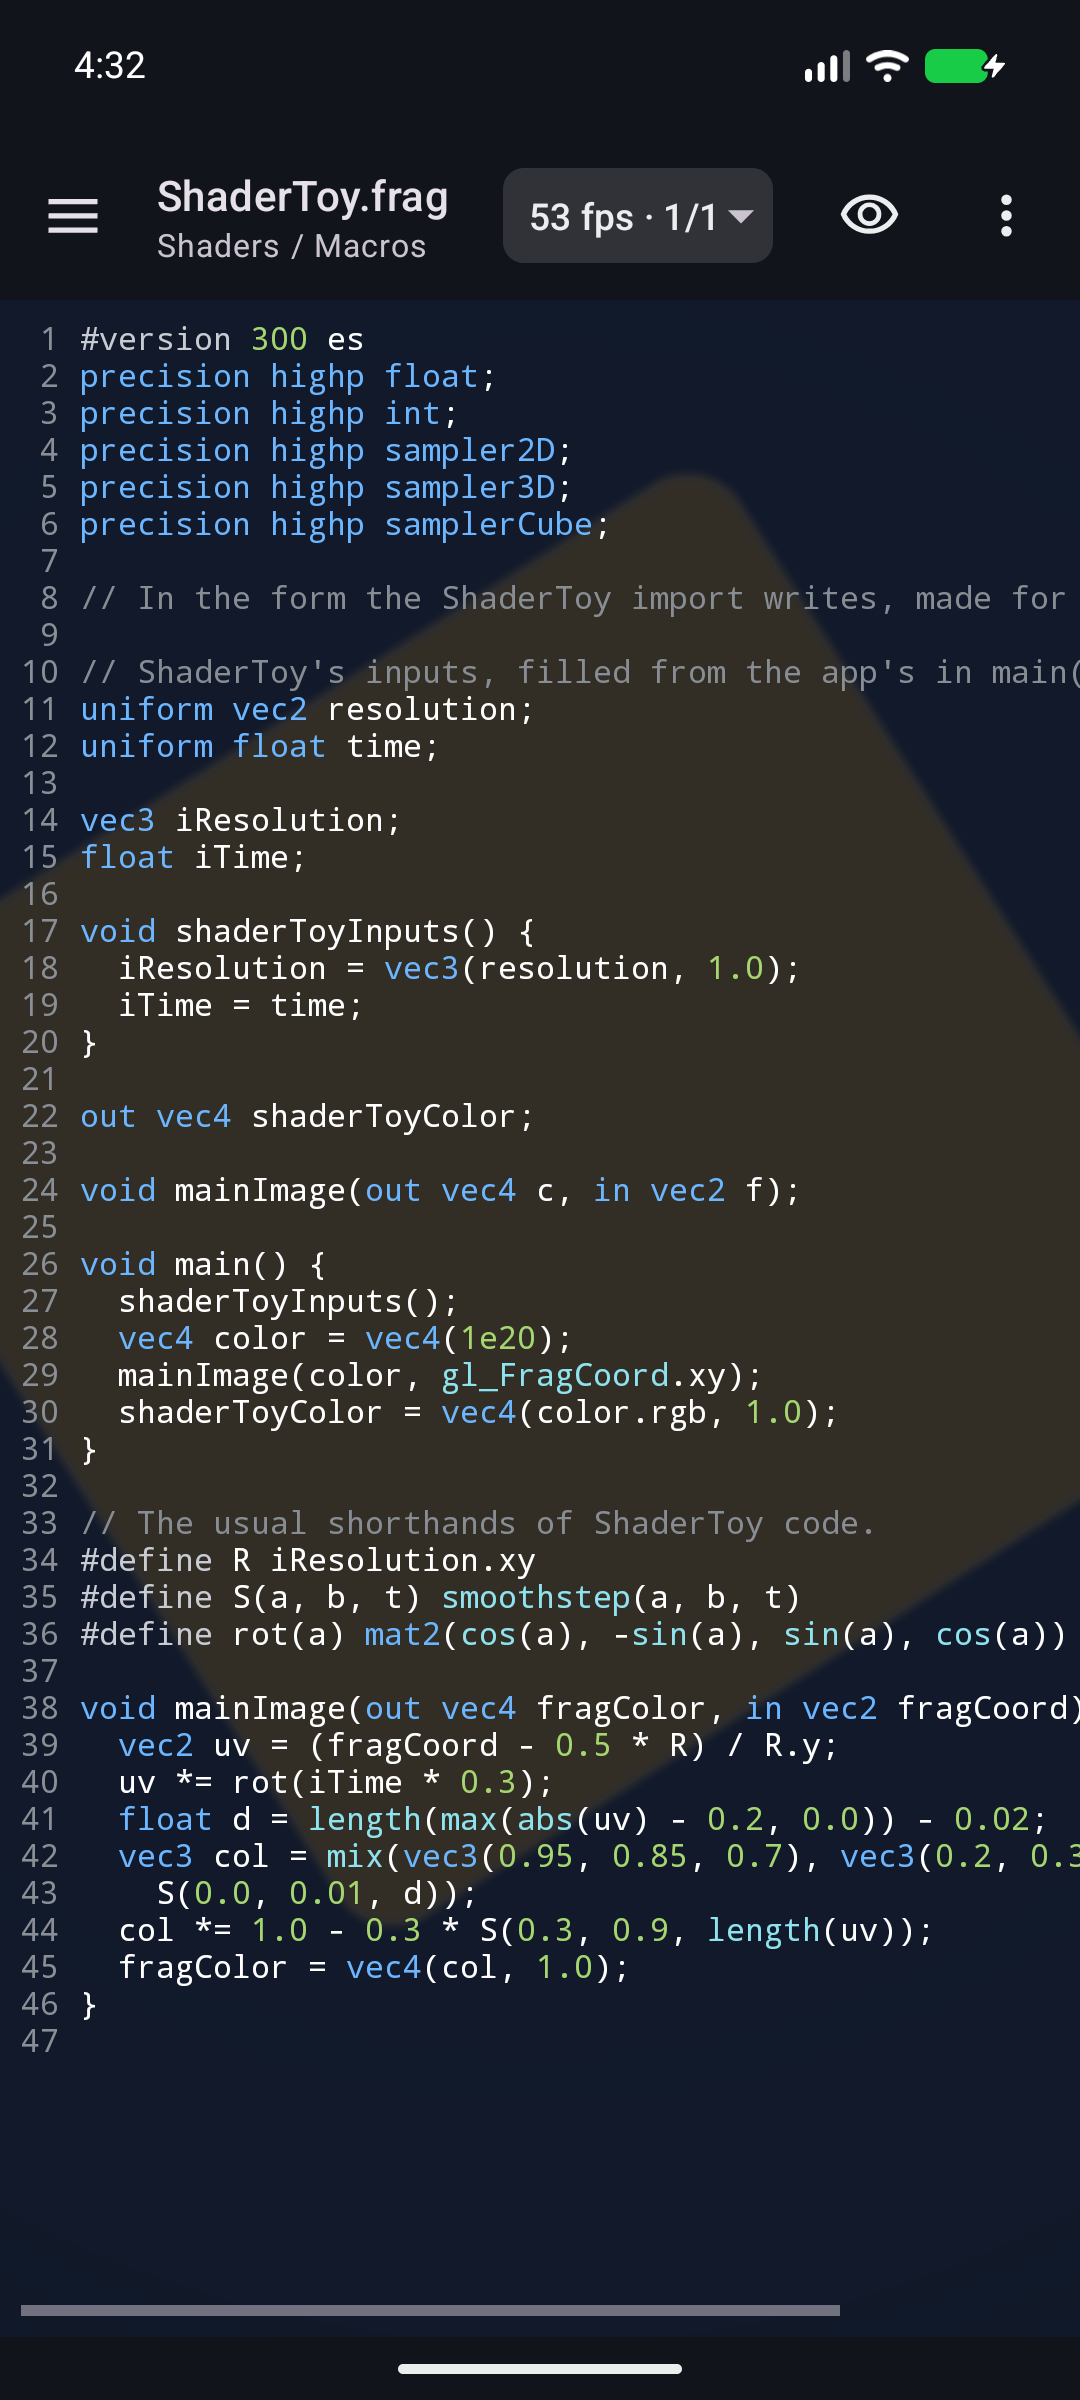 4:32
ShaderToy.frag
Shaders / Macros
53 fps · 1/1
1 #version 300 es
2 precision highp float;
3 precision highp int;
4 precision highp sampler2D;
5 precision highp sampler3D;
6 precision highp samplerCube;
7
8 // In the form the ShaderToy import writes, made for
9
10 // ShaderToy's inputs, filled from the app's in main(
11 uniform vec2 resolution;
12 uniform float time;
13
14 vec3 iResolution;
15 float iTime;
16
17 void shaderToyInputs() {
18   iResolution = vec3(resolution, 1.0);
19   iTime = time;
20 }
21
22 out vec4 shaderToyColor;
23
24 void mainImage(out vec4 c, in vec2 f);
25
26 void main() {
27   shaderToyInputs();
28   vec4 color = vec4(1e20);
29   mainImage(color, gl_FragCoord.xy);
30   shaderToyColor = vec4(color.rgb, 1.0);
31 }
32
33 // The usual shorthands of ShaderToy code.
34 #define R iResolution.xy
35 #define S(a, b, t) smoothstep(a, b, t)
36 #define rot(a) mat2(cos(a), -sin(a), sin(a), cos(a))
37
38 void mainImage(out vec4 fragColor, in vec2 fragCoord)
39   vec2 uv = (fragCoord - 0.5 * R) / R.y;
40   uv *= rot(iTime * 0.3);
41   float d = length(max(abs(uv) - 0.2, 0.0)) - 0.02;
42   vec3 col = mix(vec3(0.95, 0.85, 0.7), vec3(0.2, 0.3
43     S(0.0, 0.01, d));
44   col *= 1.0 - 0.3 * S(0.3, 0.9, length(uv));
45   fragColor = vec4(col, 1.0);
46 }
47